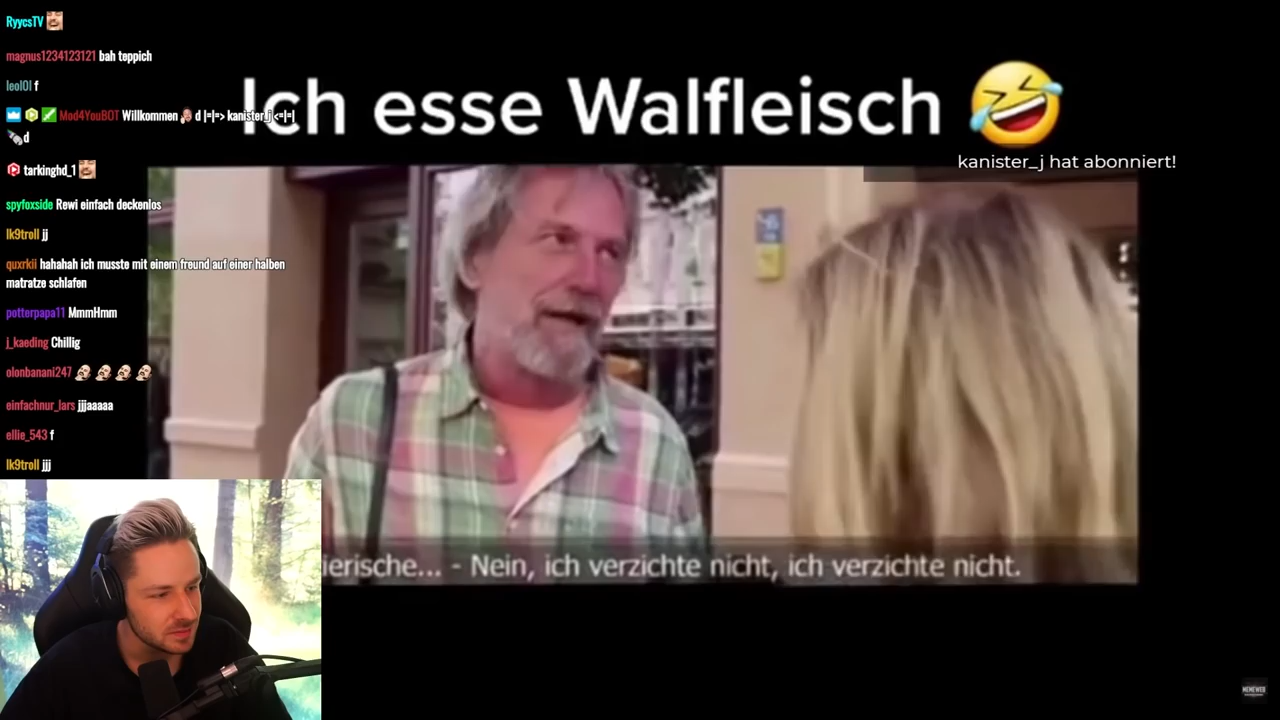 RyycsTV
magnus1234123121 bah teppich
leol0l f
Mod4YouBOT Willkommen d |=|=> kanister_j <=|=|
d
tarkinghd_1
spyfoxside Rewi einfach deckenlos
lk9troll jj
quxrkii hahahah ich musste mit einem freund auf einer halben
matratze schlafen
potterpapa11 MmmHmm
j_kaeding Chillig
olonbanani247
einfachnur_lars jjjaaaaa
ellie_543 f
lk9troll jjj
Ich esse Walfleisch
kanister_j hat abonniert!
ierische... - Nein, ich verzichte nicht, ich verzichte nicht.
MEMEWEB